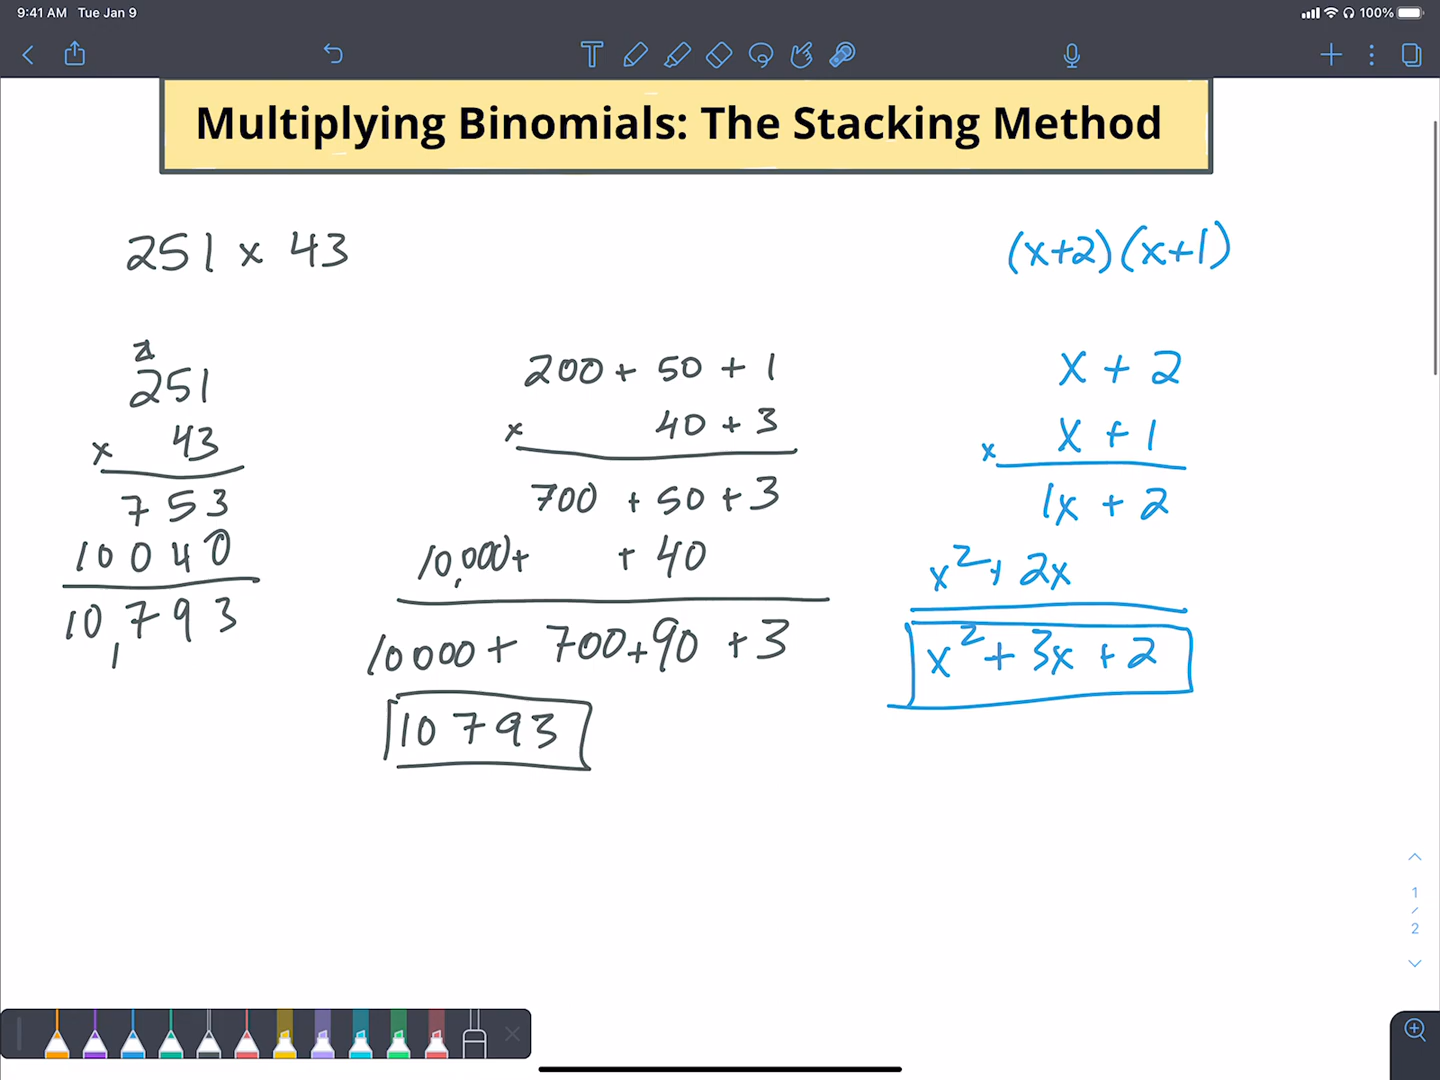 9:41 AM Tue Jan 9
100%
Multiplying Binomials: The Stacking Method
251 x 43
2
251
x 43
753
10040
10,793
200 + 50 + 1
x 40 + 3
700 + 50 + 3
10,000 + + 40
10000 + 700 + 90 + 3
10793
(x+2)(x+1)
x + 2
x x + 1
1x + 2
x² + 2x
x² + 3x + 2
1
/
2